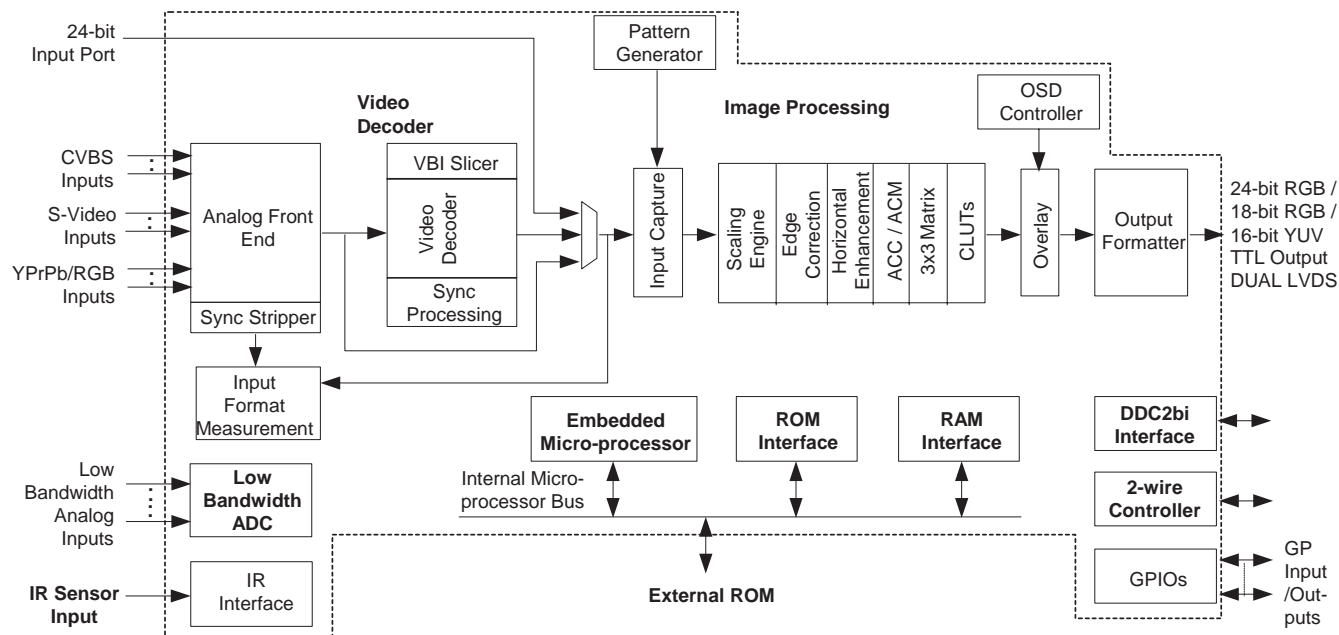 24-bit
Input Port
Pattern
Generator
Image Processing
OSD
Controller
Video
Decoder
CVBS
Inputs
S-Video
Inputs
YPrPb/RGB
Inputs
Analog Front
End
Sync Stripper
VBI Slicer
Video
Decoder
Sync
Processing
Input Capture
Scaling
Engine
Edge
Correction
Horizontal
Enhancement
ACC / ACM
3x3 Matrix
CLUTs
Overlay
Output
Formatter
24-bit RGB /
18-bit RGB /
16-bit YUV
TTL Output
DUAL LVDS
Input
Format
Measurement
Embedded
Micro-processor
ROM
Interface
RAM
Interface
DDC2bi
Interface
Low
Bandwidth
Analog
Inputs
Low
Bandwidth
ADC
Internal Micro-
processor Bus
2-wire
Controller
IR Sensor
Input
IR
Interface
External ROM
GPIOs
GP
Input
/Out-
puts